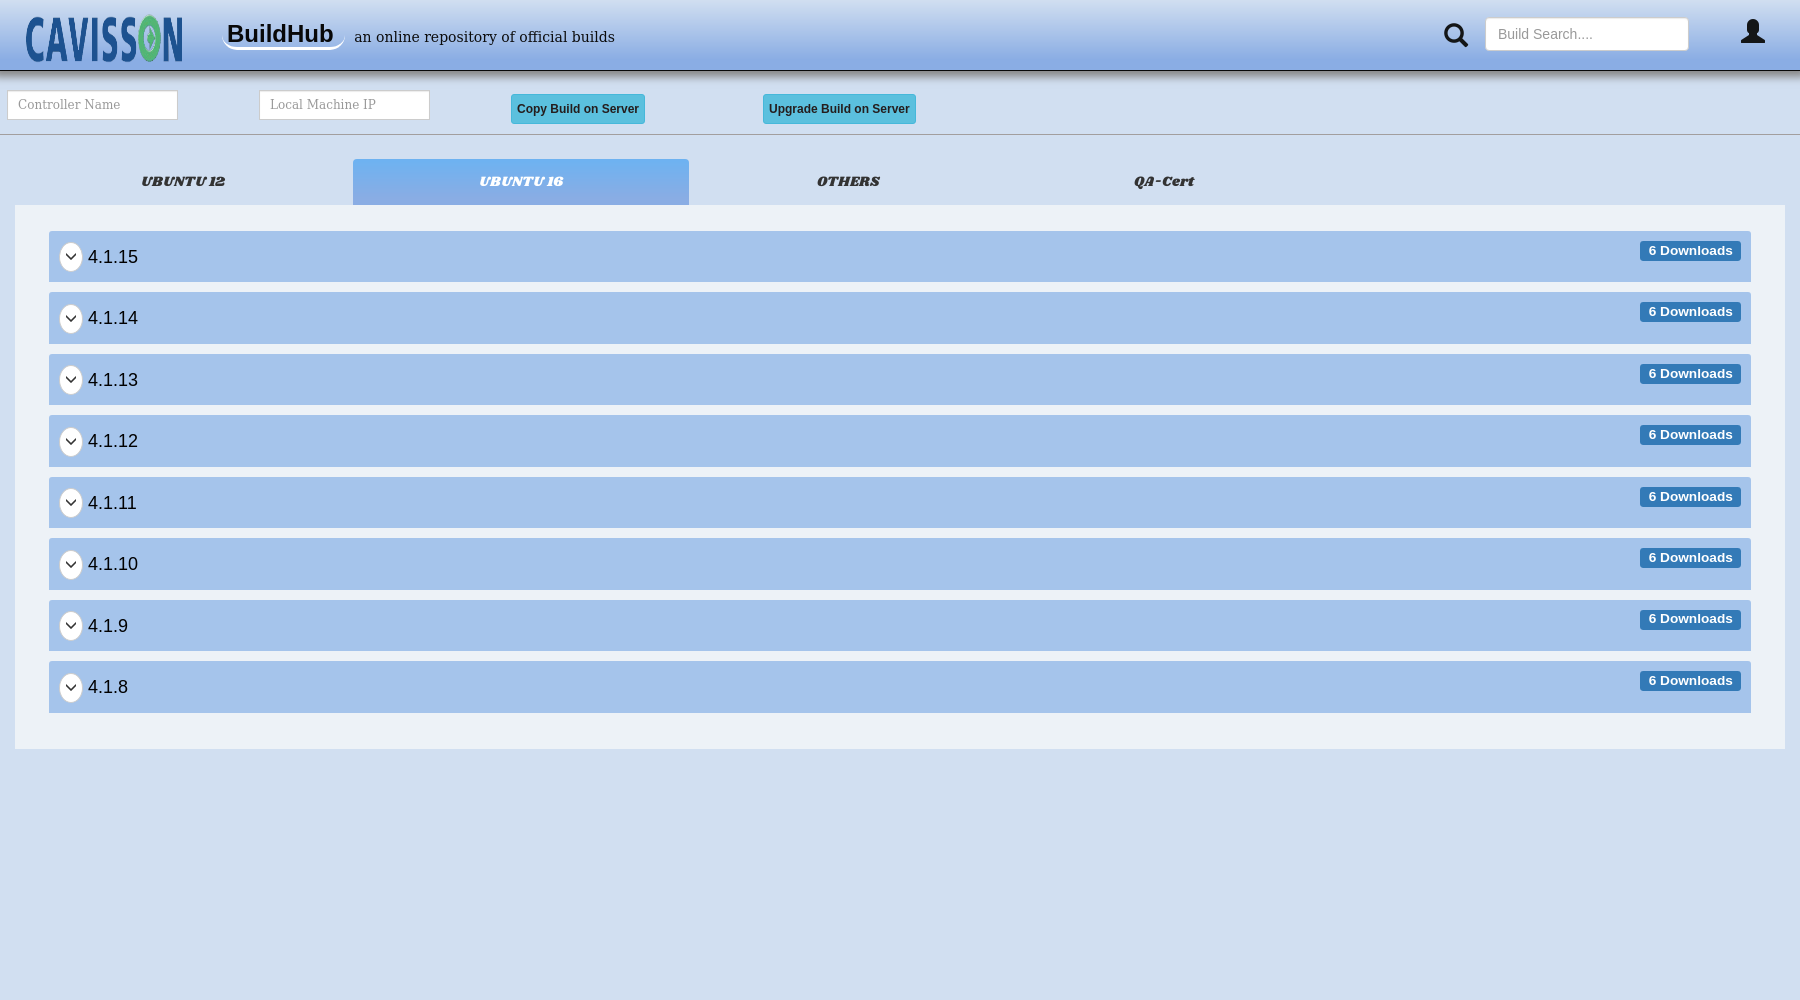 CAVISSON
BuildHub an online repository of official builds
Build Search....
Controller Name
Local Machine IP
Copy Build on Server
Upgrade Build on Server
UBUNTU 12
UBUNTU 16
OTHERS
QA-Cert
4.1.15
6 Downloads
4.1.14
6 Downloads
4.1.13
6 Downloads
4.1.12
6 Downloads
4.1.11
6 Downloads
4.1.10
6 Downloads
4.1.9
6 Downloads
4.1.8
6 Downloads